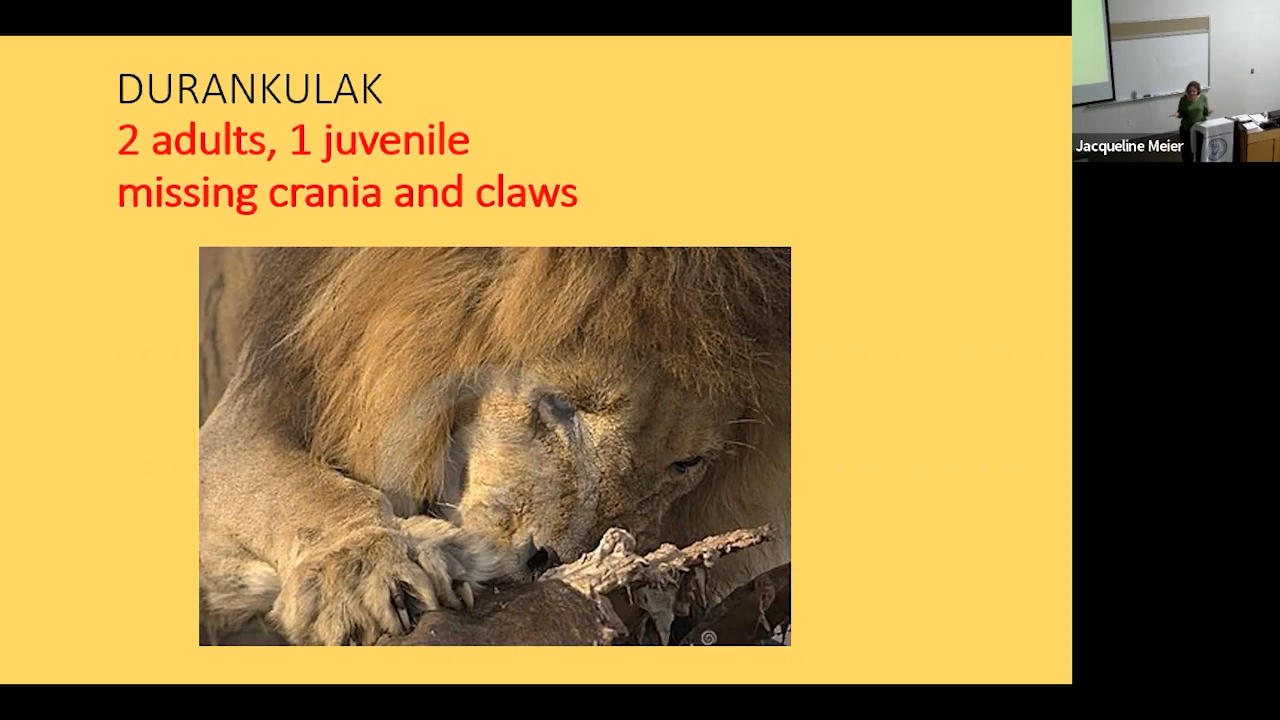 DURANKULAK
2 adults, 1 juvenile
missing crania and claws
Jacqueline Meier